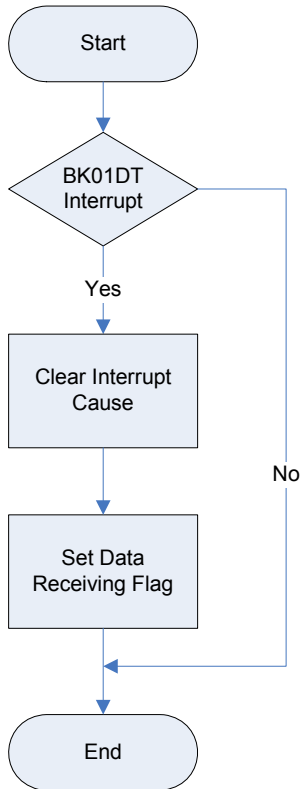 Start
BK01DT
Interrupt
Yes
Clear Interrupt
Cause
No
Set Data
Receiving Flag
End